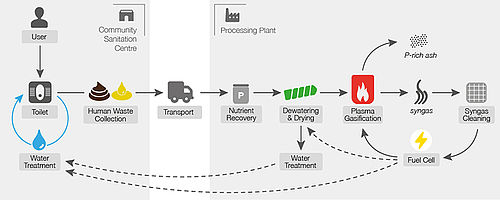 User
Community
Sanitation
Centre
Processing Plant
P-rich ash
P
Toilet
Human Waste
Collection
Transport
Nutrient
Recovery
Dewatering
& Drying
Plasma
Gasification
syngas
Syngas
Cleaning
Water
Treatment
Water
Treatment
Fuel Cell